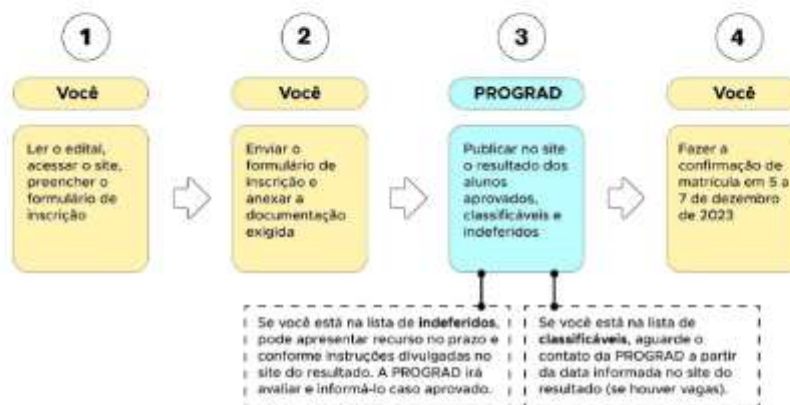 1
Você
Ler o edital,
acessar o site,
preencher o
formulário de
inscrição
2
Você
Enviar o
formulário de
inscrição e
anexar a
documentação
exigida
3
PROGRAD
Publicar no site
o resultado dos
alunos
aprovados,
classificáveis e
indeferidos
4
Você
Fazer a
confirmação de
matrícula em 5 a
7 de dezembro
de 2023
Se você está na lista de indeferidos,
pode apresentar recurso no prazo e
conforme instruções divulgadas no
site do resultado. A PROGRAD irá
avaliar e informá-lo caso aprovado.
Se você está na lista de
classificáveis, aguarde o
contato da PROGRAD a partir
da data informada no site do
resultado (se houver vagas).